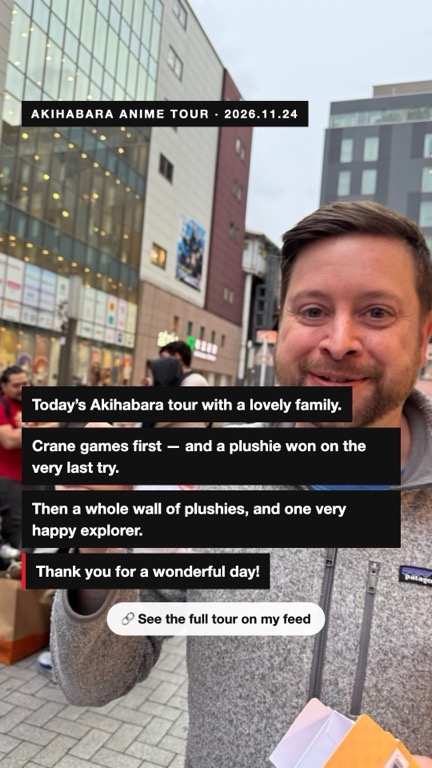 AKIHABARA ANIME TOUR · 2026.11.24
Today's Akihabara tour with a lovely family.
Crane games first — and a plushie won on the
very last try.
Then a whole wall of plushies, and one very
happy explorer.
Thank you for a wonderful day!
🔗 See the full tour on my feed
patago